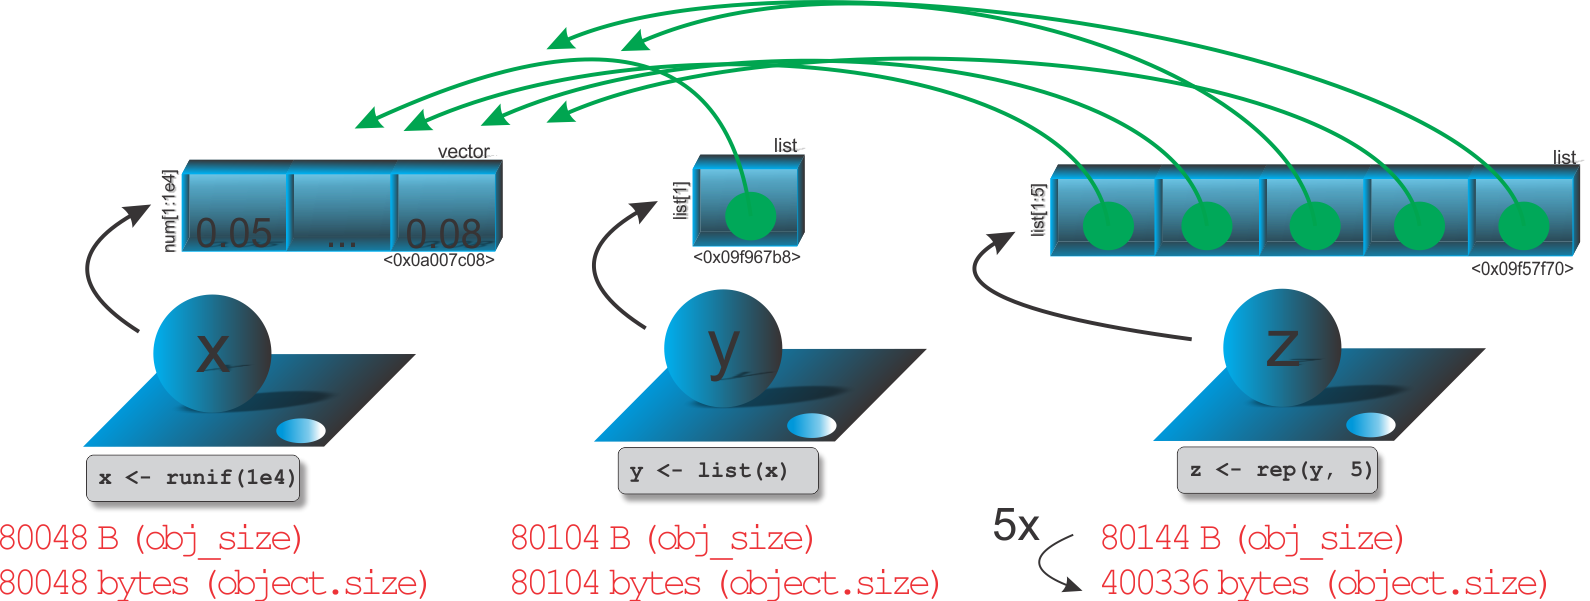 vector
num[1:1e4]
0.05 ... 0.08
<0x0a007c08>
list
list[1]
<0x09f967b8>
list
list[1:5]
<0x09f57f70>
x
y
z
x <- runif(1e4)
y <- list(x)
z <- rep(y, 5)
80048 B (obj_size)
80048 bytes (object.size)
80104 B (obj_size)
80104 bytes (object.size)
5x
80144 B (obj_size)
400336 bytes (object.size)